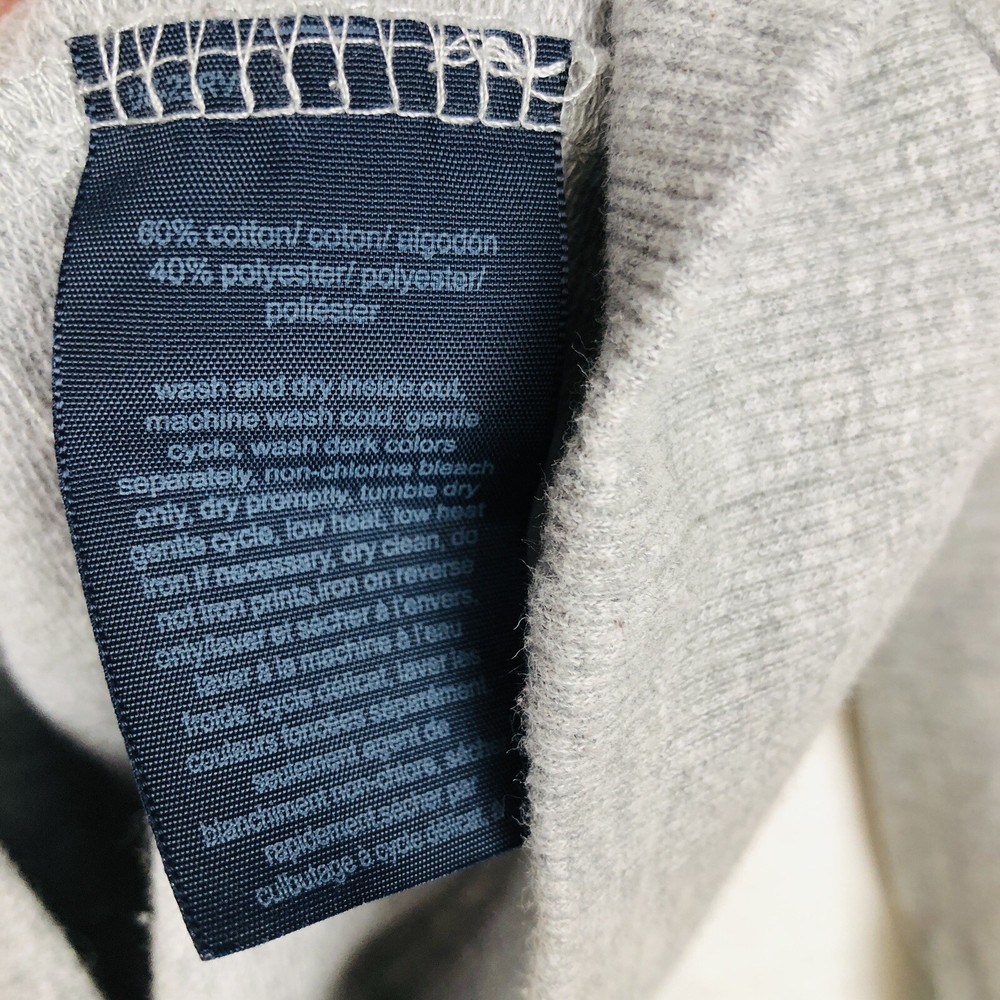 60% cotton/ coton/ algodón
40% polyester/ polyester/
poliéster
wash and dry inside out,
machine wash cold, gentle
cycle, wash dark colors
separately, non-chlorine bleach
only, dry promptly, tumble dry
gentle cycle, low heat, low heat
iron if necessary, dry clean, do
not iron prints,iron on reverse
only/laver et sécher à l'envers,
laver à la machine à l'eau
froide, cycle délicat, laver les
couleurs foncées séparément
seulement agent de
blanchiment non-chlore,
rapidement,sécher par
culbutage à cycle délicat